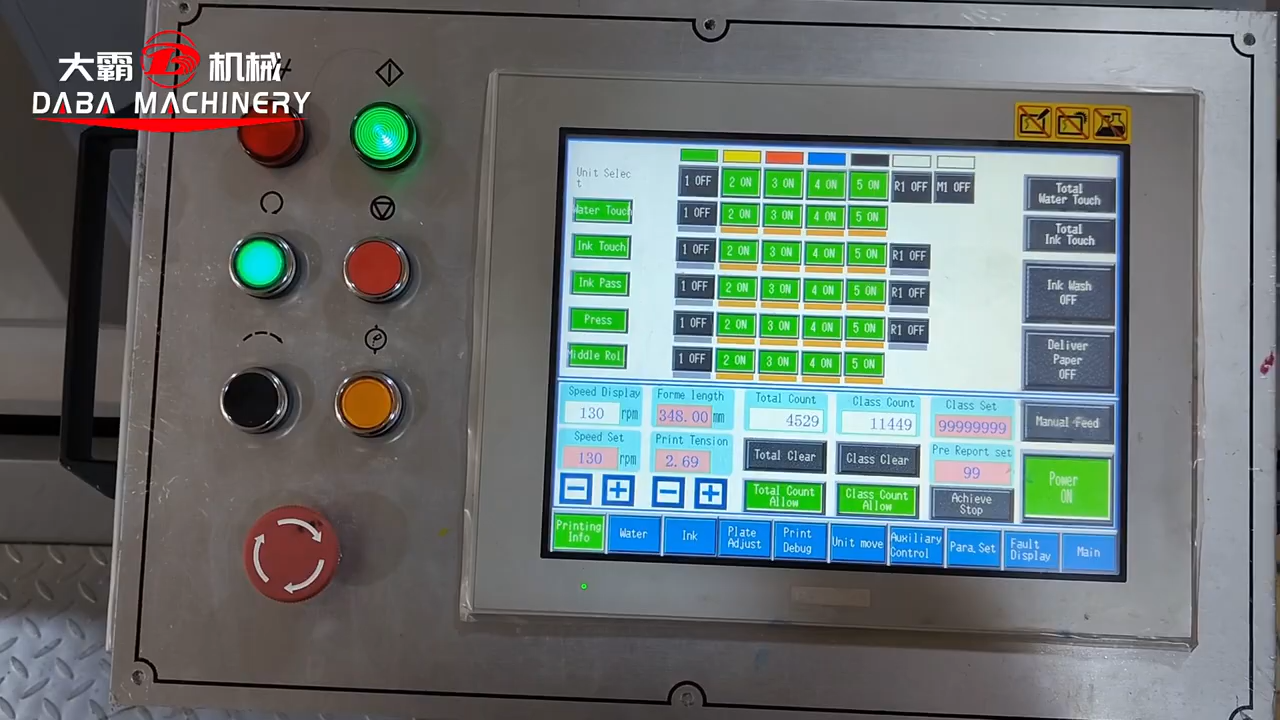 大霸 机械
DABA MACHINERY
Unit Selec
t
1 OFF 2 ON 3 ON 4 ON 5 ON R1 OFF M1 OFF
Water Touch 1 OFF 2 ON 3 ON 4 ON 5 ON
Ink Touch 1 OFF 2 ON 3 ON 4 ON 5 ON R1 OFF
Ink Pass 1 OFF 2 ON 3 ON 4 ON 5 ON R1 OFF
Press 1 OFF 2 ON 3 ON 4 ON 5 ON R1 OFF
Middle Rol 1 OFF 2 ON 3 ON 4 ON 5 ON
Total
Water Touch
Total
Ink Touch
Ink Wash
OFF
Deliver
Paper
OFF
Speed Display Forme length Total Count Class Count Class Set
130 rpm 348.00 mm 4529 11449 99999999
Manual Feed
Speed Set Print Tension Total Clear Class Clear Pre Report set
130 rpm 2.69 99
Total Count
Allow
Class Count
Allow
Achieve
Stop
Power
ON
Printing
Info
Water
Ink
Plate
Adjust
Print
Debug
Unit move
Auxiliary
Control
Para.Set
Fault
Display
Main